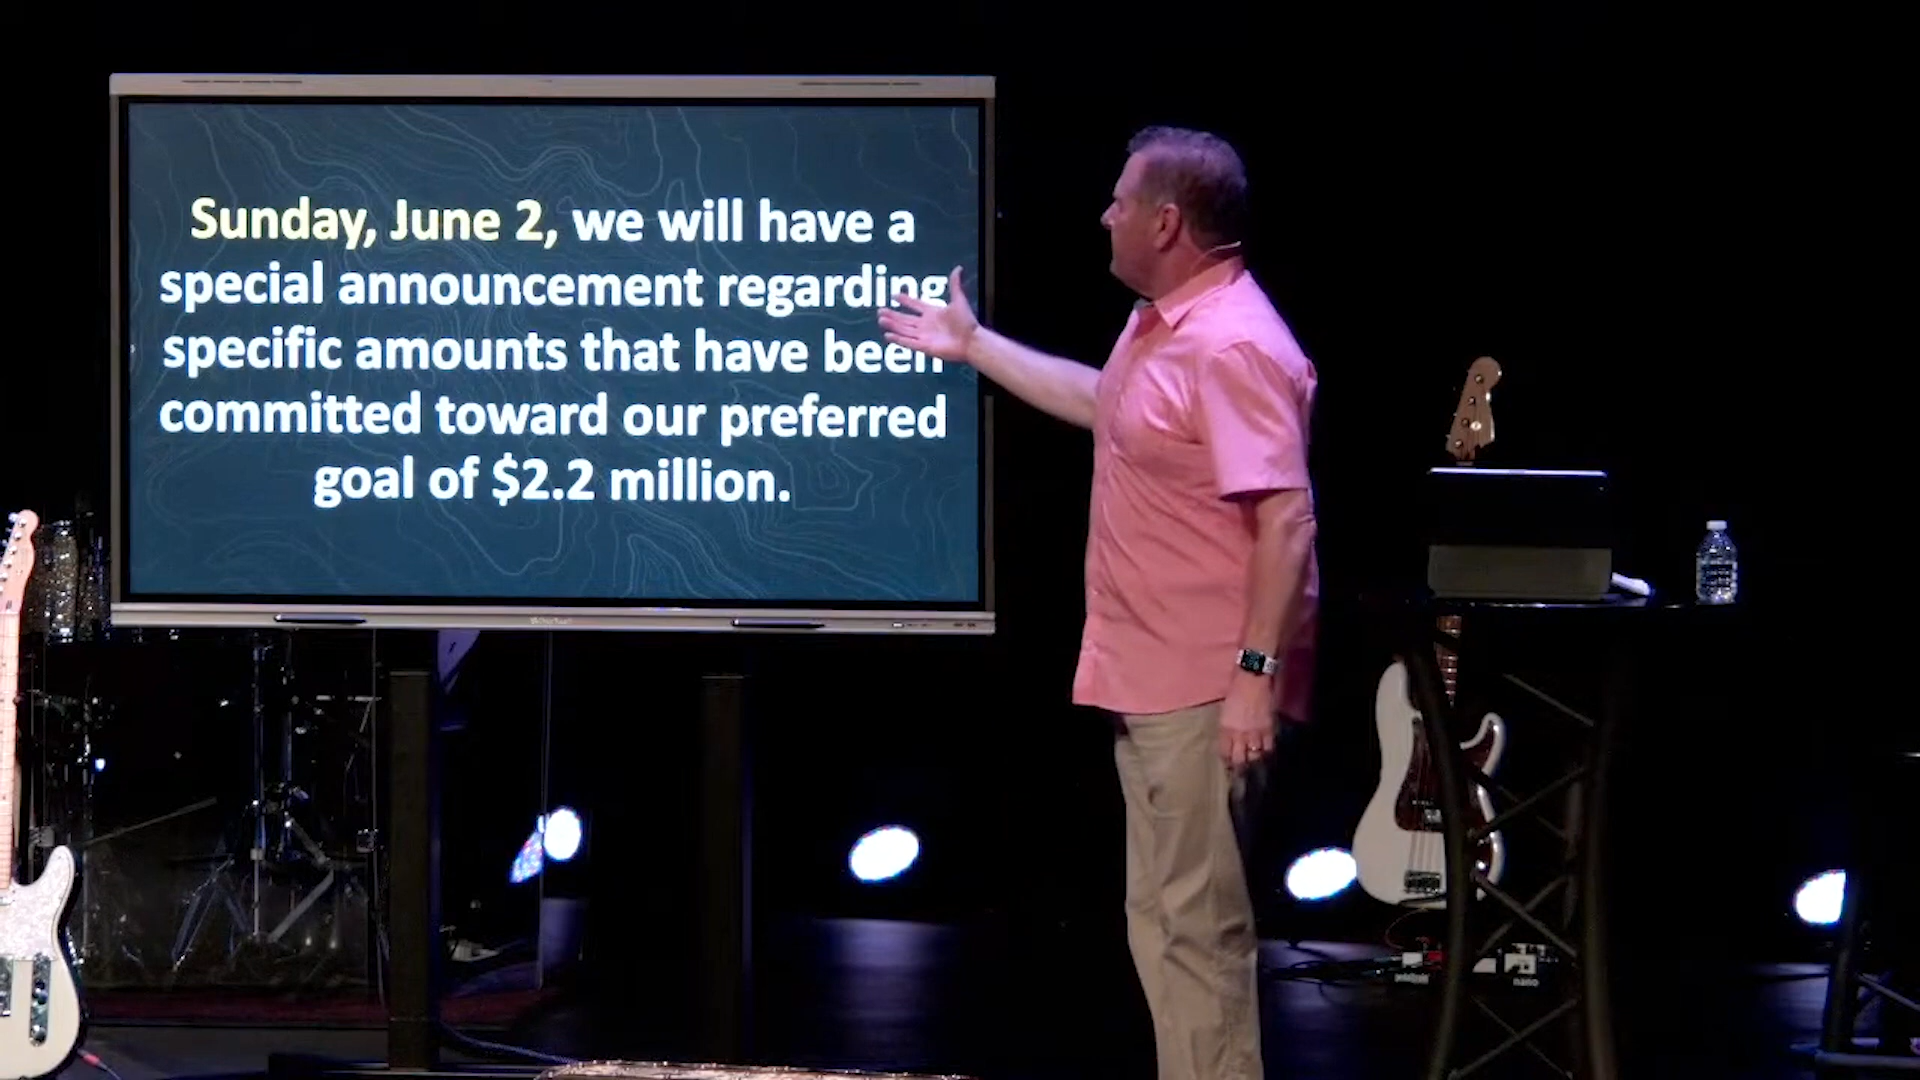 Sunday, June 2, we will have a
special announcement regarding
specific amounts that have been
committed toward our preferred
goal of $2.2 million.
nano